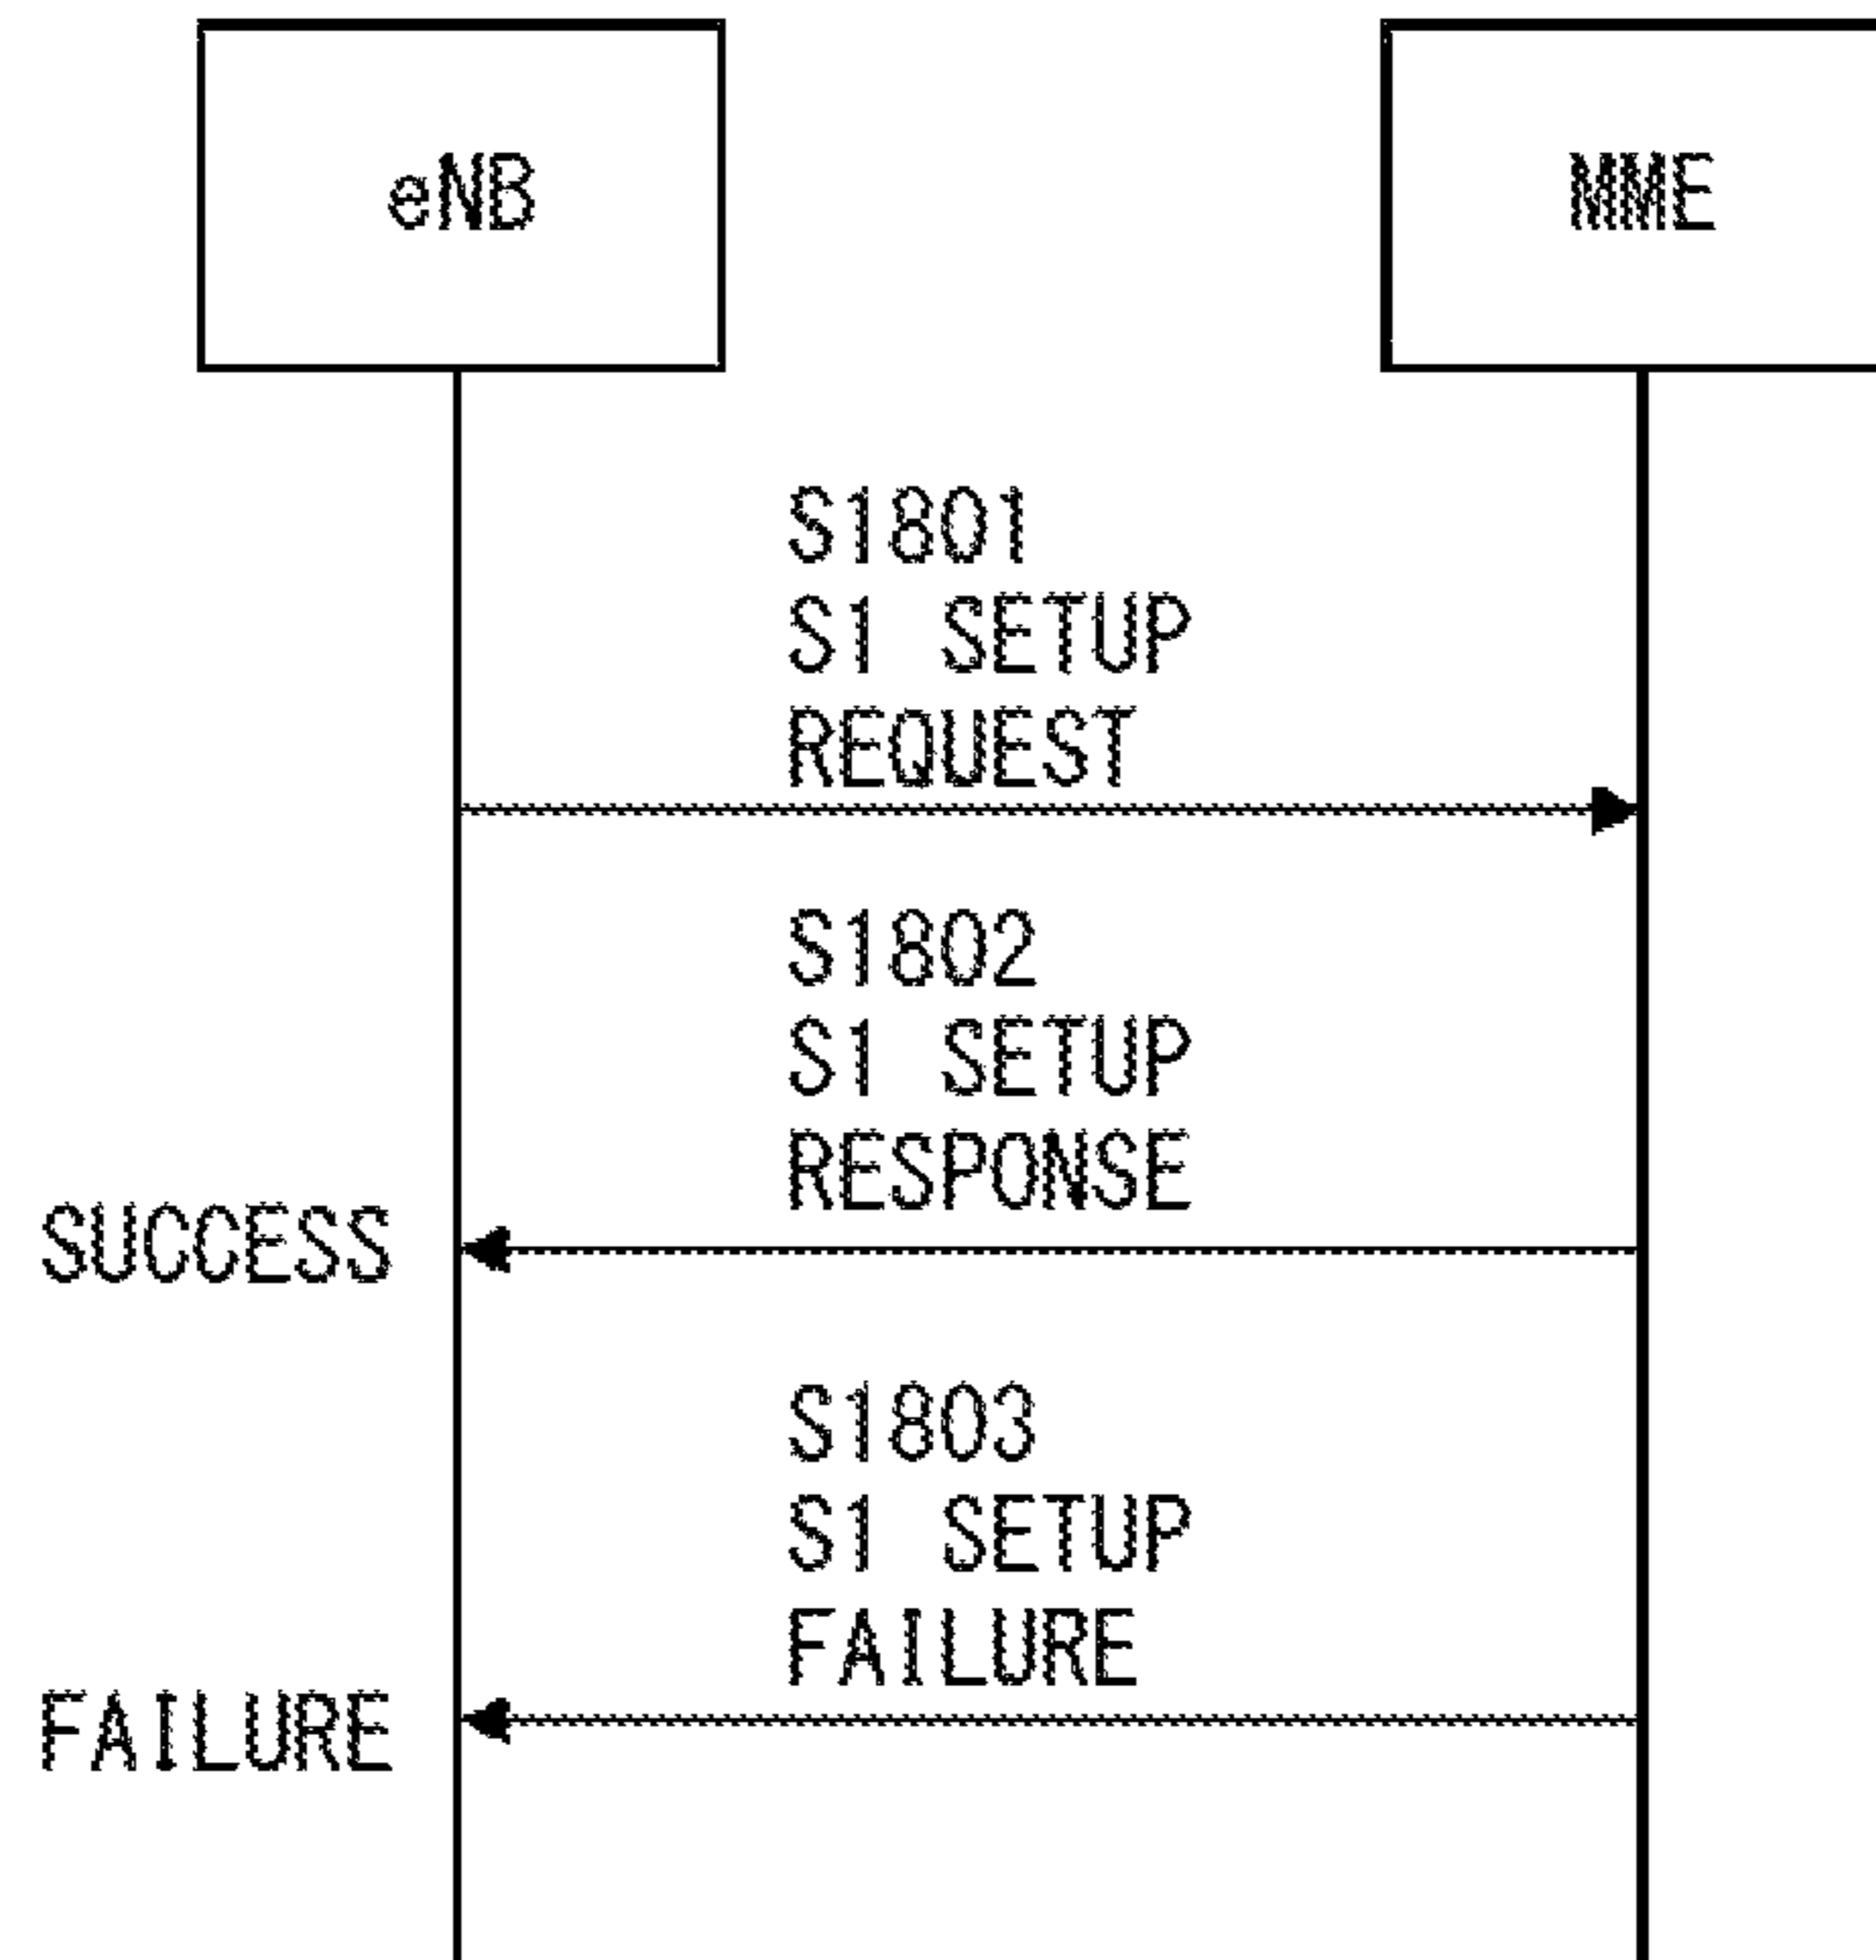 eNB
MME
S1801
S1 SETUP
REQUEST
S1802
S1 SETUP
RESPONSE
SUCCESS
S1803
S1 SETUP
FAILURE
FAILURE